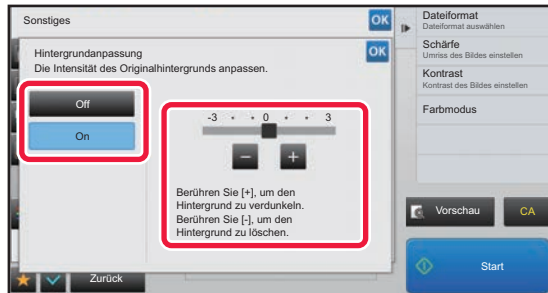 Sonstiges
OK
Hintergrundanpassung
OK
Die Intensität des Originalhintergrunds anpassen.
Off
On
-3 0 3
- +
Berühren Sie [+], um den
Hintergrund zu verdunkeln.
Berühren Sie [-], um den
Hintergrund zu löschen.
Zurück
Dateiformat
Dateiformat auswählen
Schärfe
Umriss des Bildes einstellen
Kontrast
Kontrast des Bildes einstellen
Farbmodus
Vorschau
CA
Start